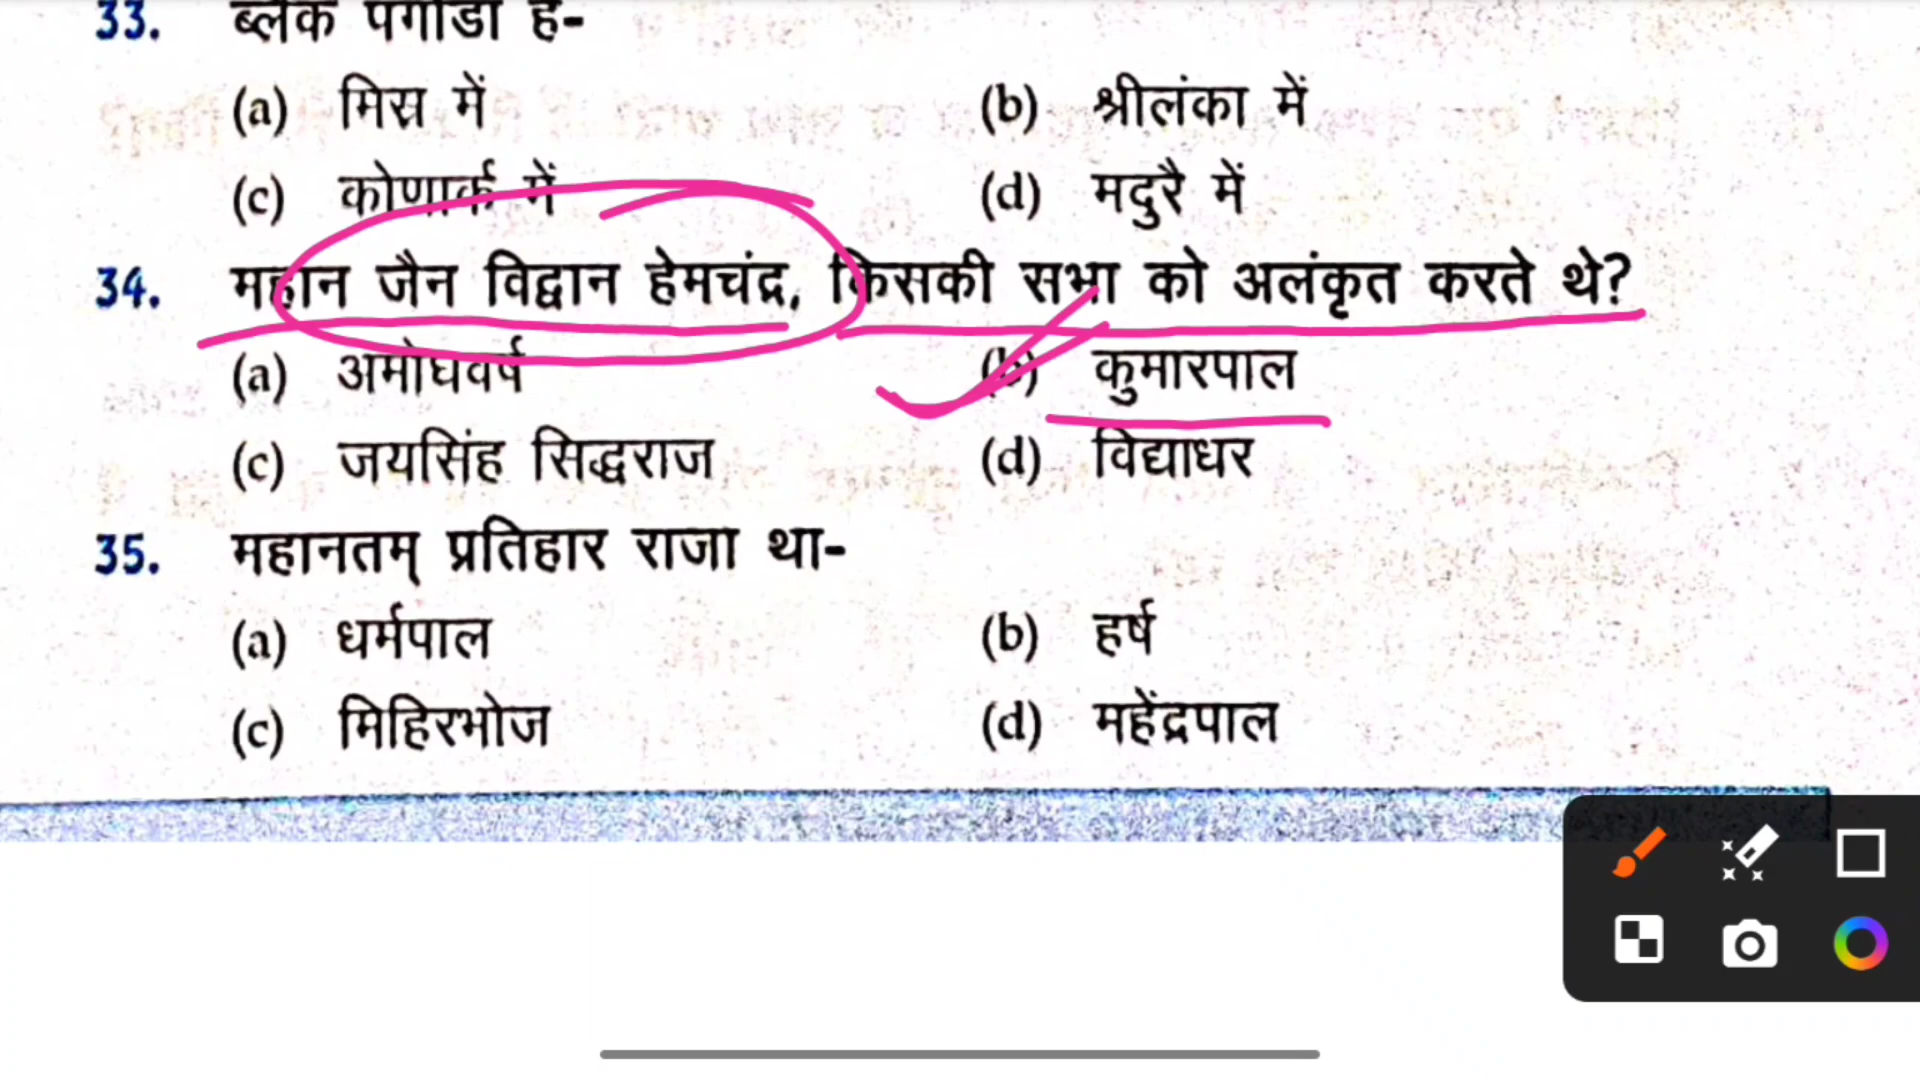 33. ब्लैक पगोडा है-
(a) मिस्र में (b) श्रीलंका में
(c) कोणार्क में (d) मदुरै में
34. महान जैन विद्वान हेमचंद्र, किसकी सभा को अलंकृत करते थे?
(a) अमोघवर्ष (b) कुमारपाल
(c) जयसिंह सिद्धराज (d) विद्याधर
35. महानतम् प्रतिहार राजा था-
(a) धर्मपाल (b) हर्ष
(c) मिहिरभोज (d) महेंद्रपाल